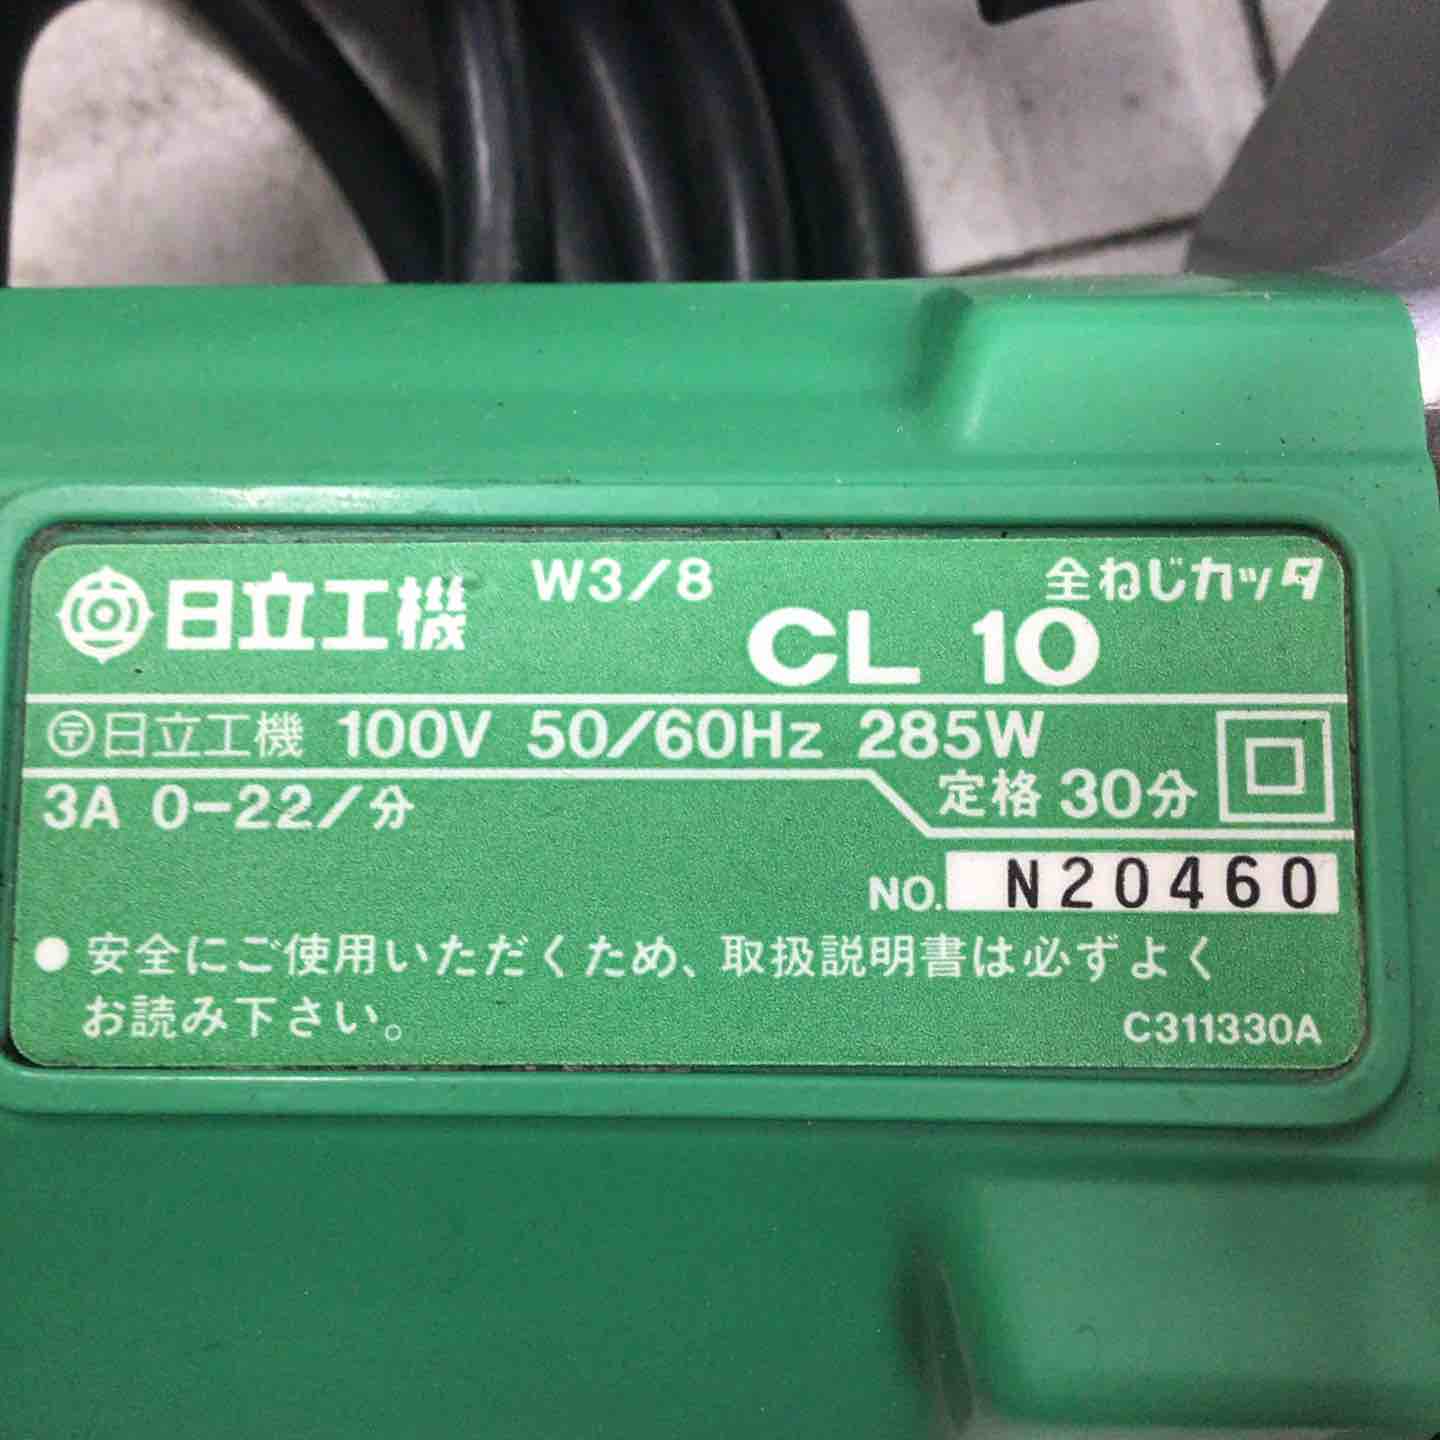 日立工機 W3/8 全ねじカッタ
CL 10
〶日立工機 100V 50/60Hz 285W
3A 0-22/分 定格 30分
NO. N20460
●安全にご使用いただくため、取扱説明書は必ずよく
お読み下さい。
C311330A